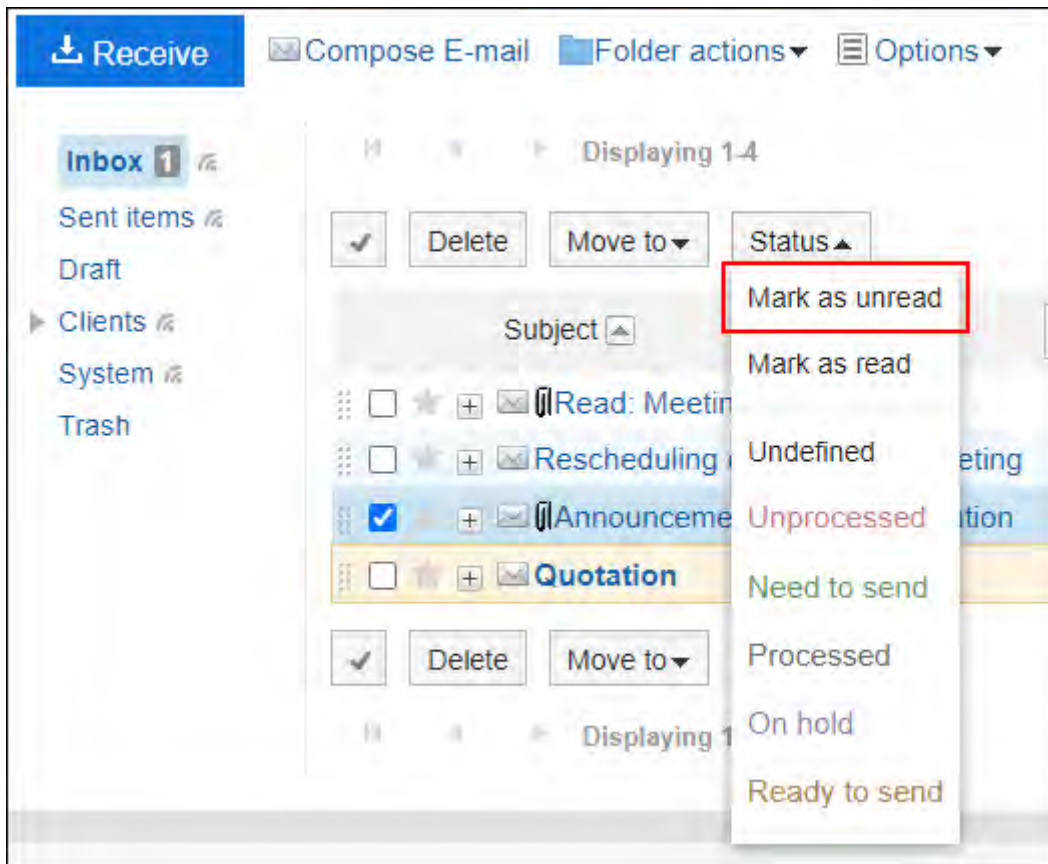 Receive Compose E-mail Folder actions Options
Inbox 1
Sent items
Draft
Clients
System
Trash
Displaying 1-4
Delete Move to Status
Mark as unread
Mark as read
Undefined
Unprocessed
Need to send
Processed
On hold
Ready to send
Subject
Read: Meetin
Rescheduling eting
Announceme tion
Quotation
Delete Move to
Displaying 1